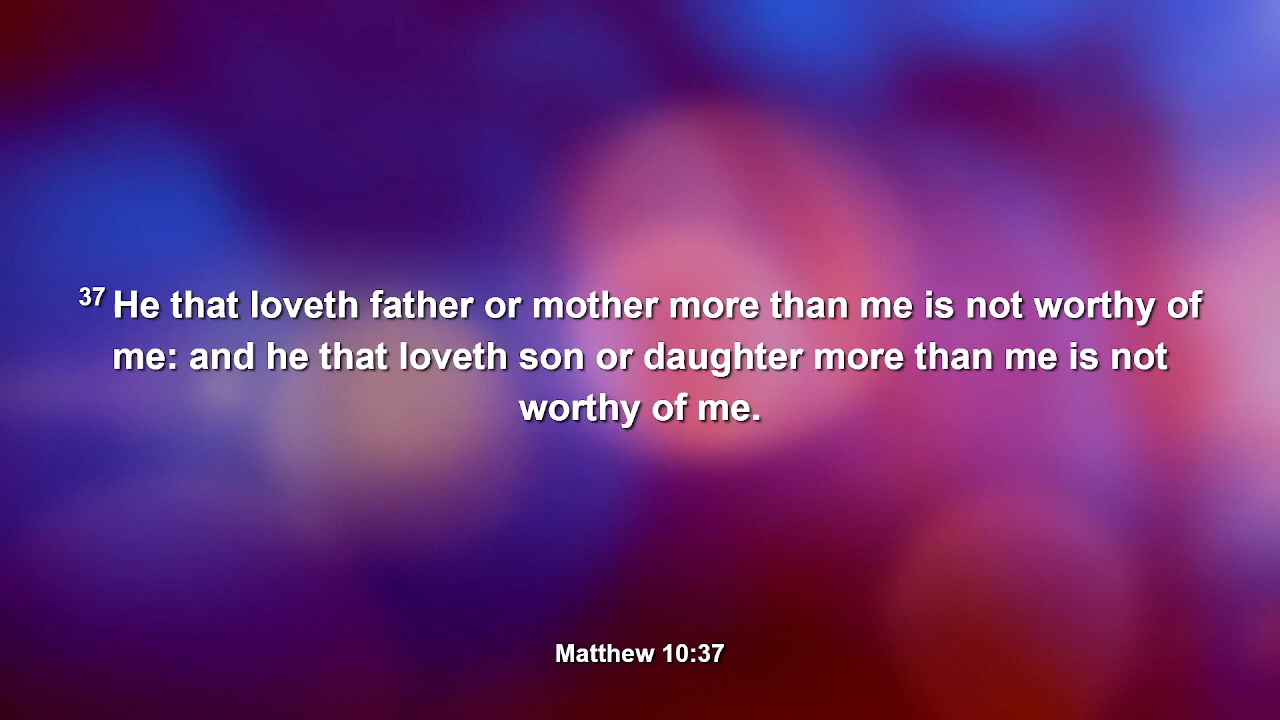 37 He that loveth father or mother more than me is not worthy of
me: and he that loveth son or daughter more than me is not
worthy of me.
Matthew 10:37